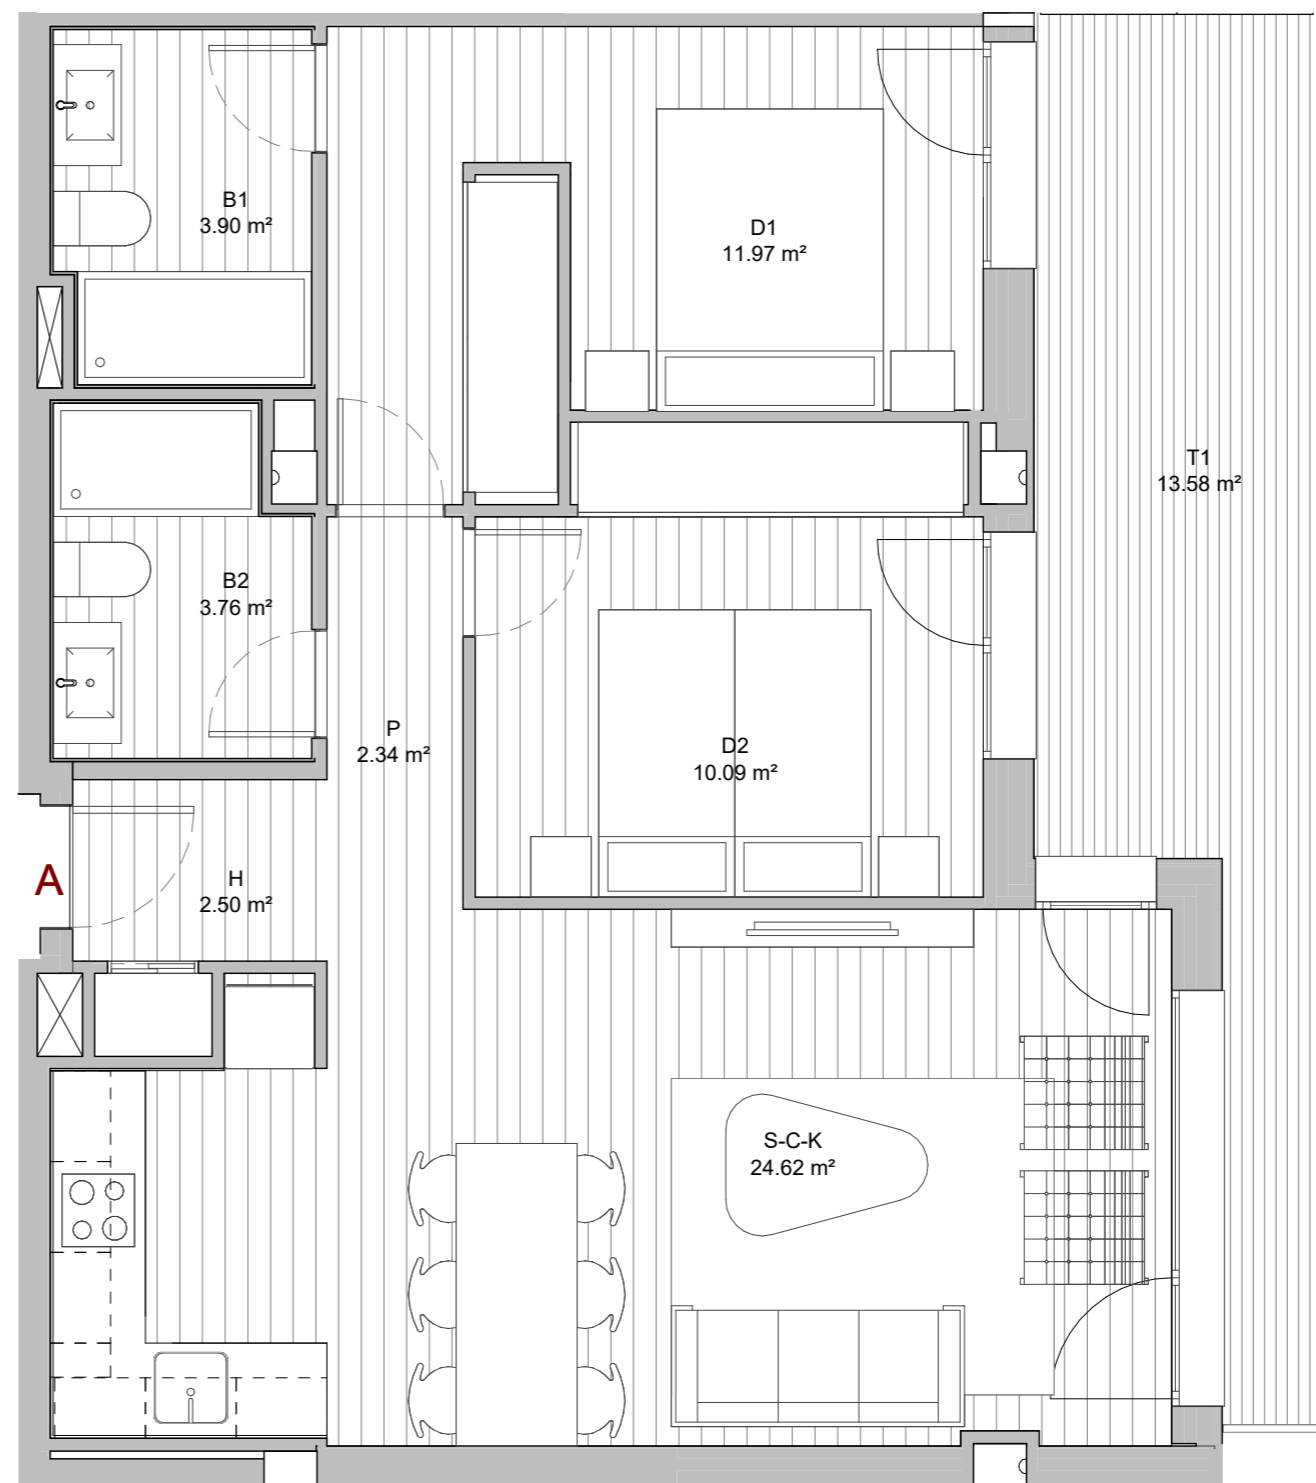 B1
3.90 m²
D1
11.97 m²
T1
13.58 m²
B2
3.76 m²
P
2.34 m²
D2
10.09 m²
A
H
2.50 m²
S-C-K
24.62 m²